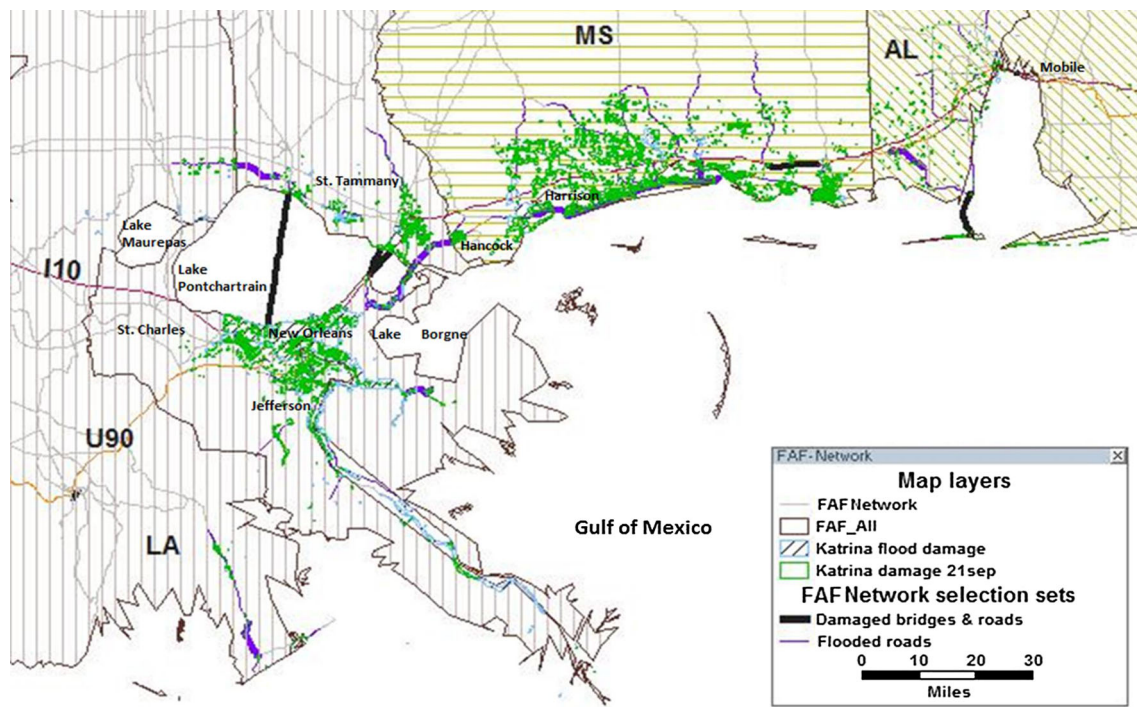 MS
AL
Mobile
St. Tammany
Harrison
Lake
Maurepas
Hancock
I10
Lake
Pontchartrain
St. Charles
New Orleans
Lake Borgne
Jefferson
U90
LA
Gulf of Mexico
FAF-Network
Map layers
FAF Network
FAF_All
Katrina flood damage
Katrina damage 21sep
FAF Network selection sets
Damaged bridges & roads
Flooded roads
0 10 20 30
Miles